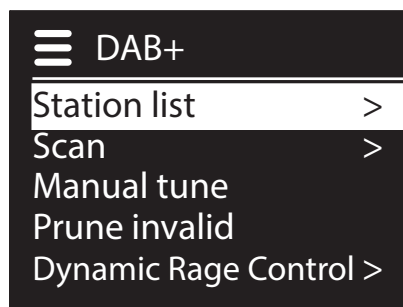 DAB+
Station list >
Scan >
Manual tune
Prune invalid
Dynamic Rage Control >